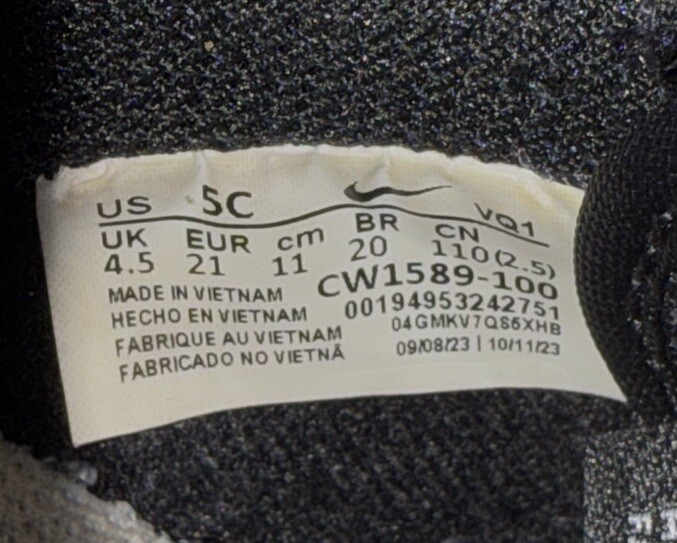 US 5C VQ1
UK EUR cm BR CN
4.5 21 11 20 110(2.5)
MADE IN VIETNAM
HECHO EN VIETNAM
FABRIQUE AU VIETNAM
FABRICADO NO VIETNÃ
CW1589-100
00194953242751
04GMKV7QS6XHB
09/08/23 | 10/11/23